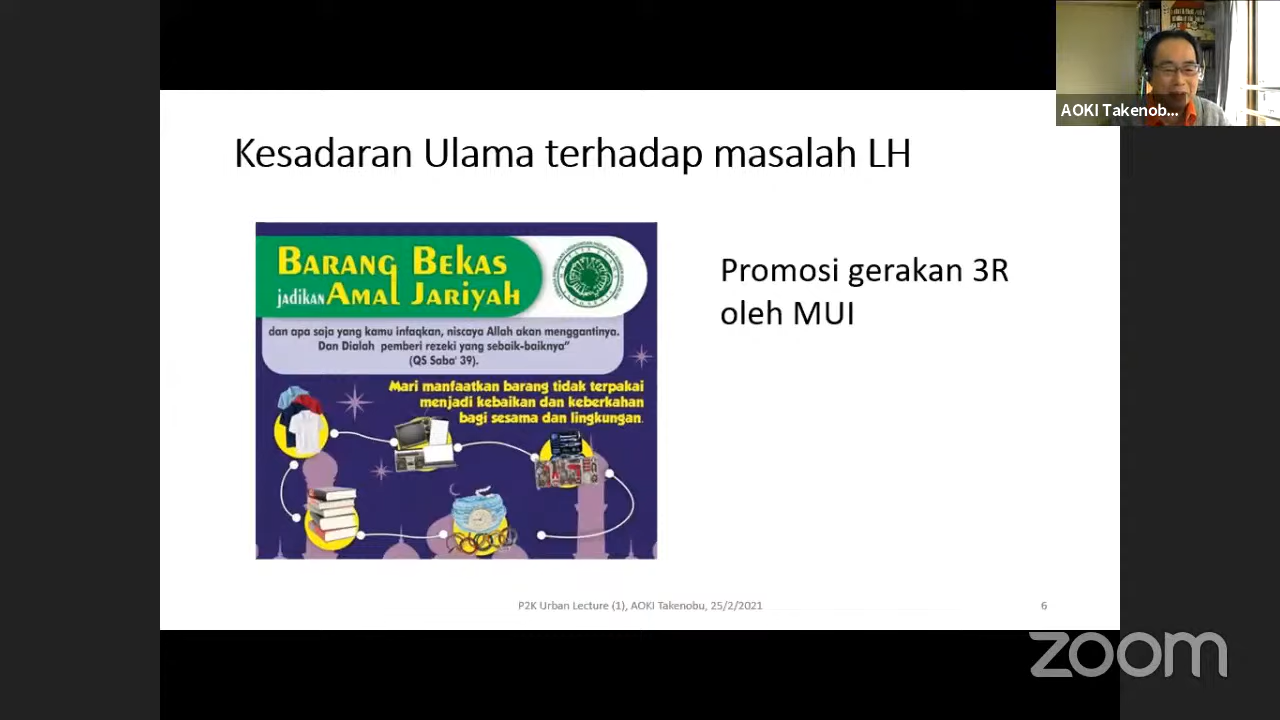 AOKI Takenob...
Kesadaran Ulama terhadap masalah LH
BARANG BEKAS
jadikan AMAL JARIYAH
dan apa saja yang kamu infaqkan, niscaya Allah akan menggantinya.
Dan Dialah pemberi rezeki yang sebaik-baiknya”
(QS Saba' 39).
Mari manfaatkan barang tidak terpakai
menjadi kebaikan dan keberkahan
bagi sesama dan lingkungan.
Promosi gerakan 3R
oleh MUI
P2K Urban Lecture (1), AOKI Takenobu, 25/2/2021
6
zoom